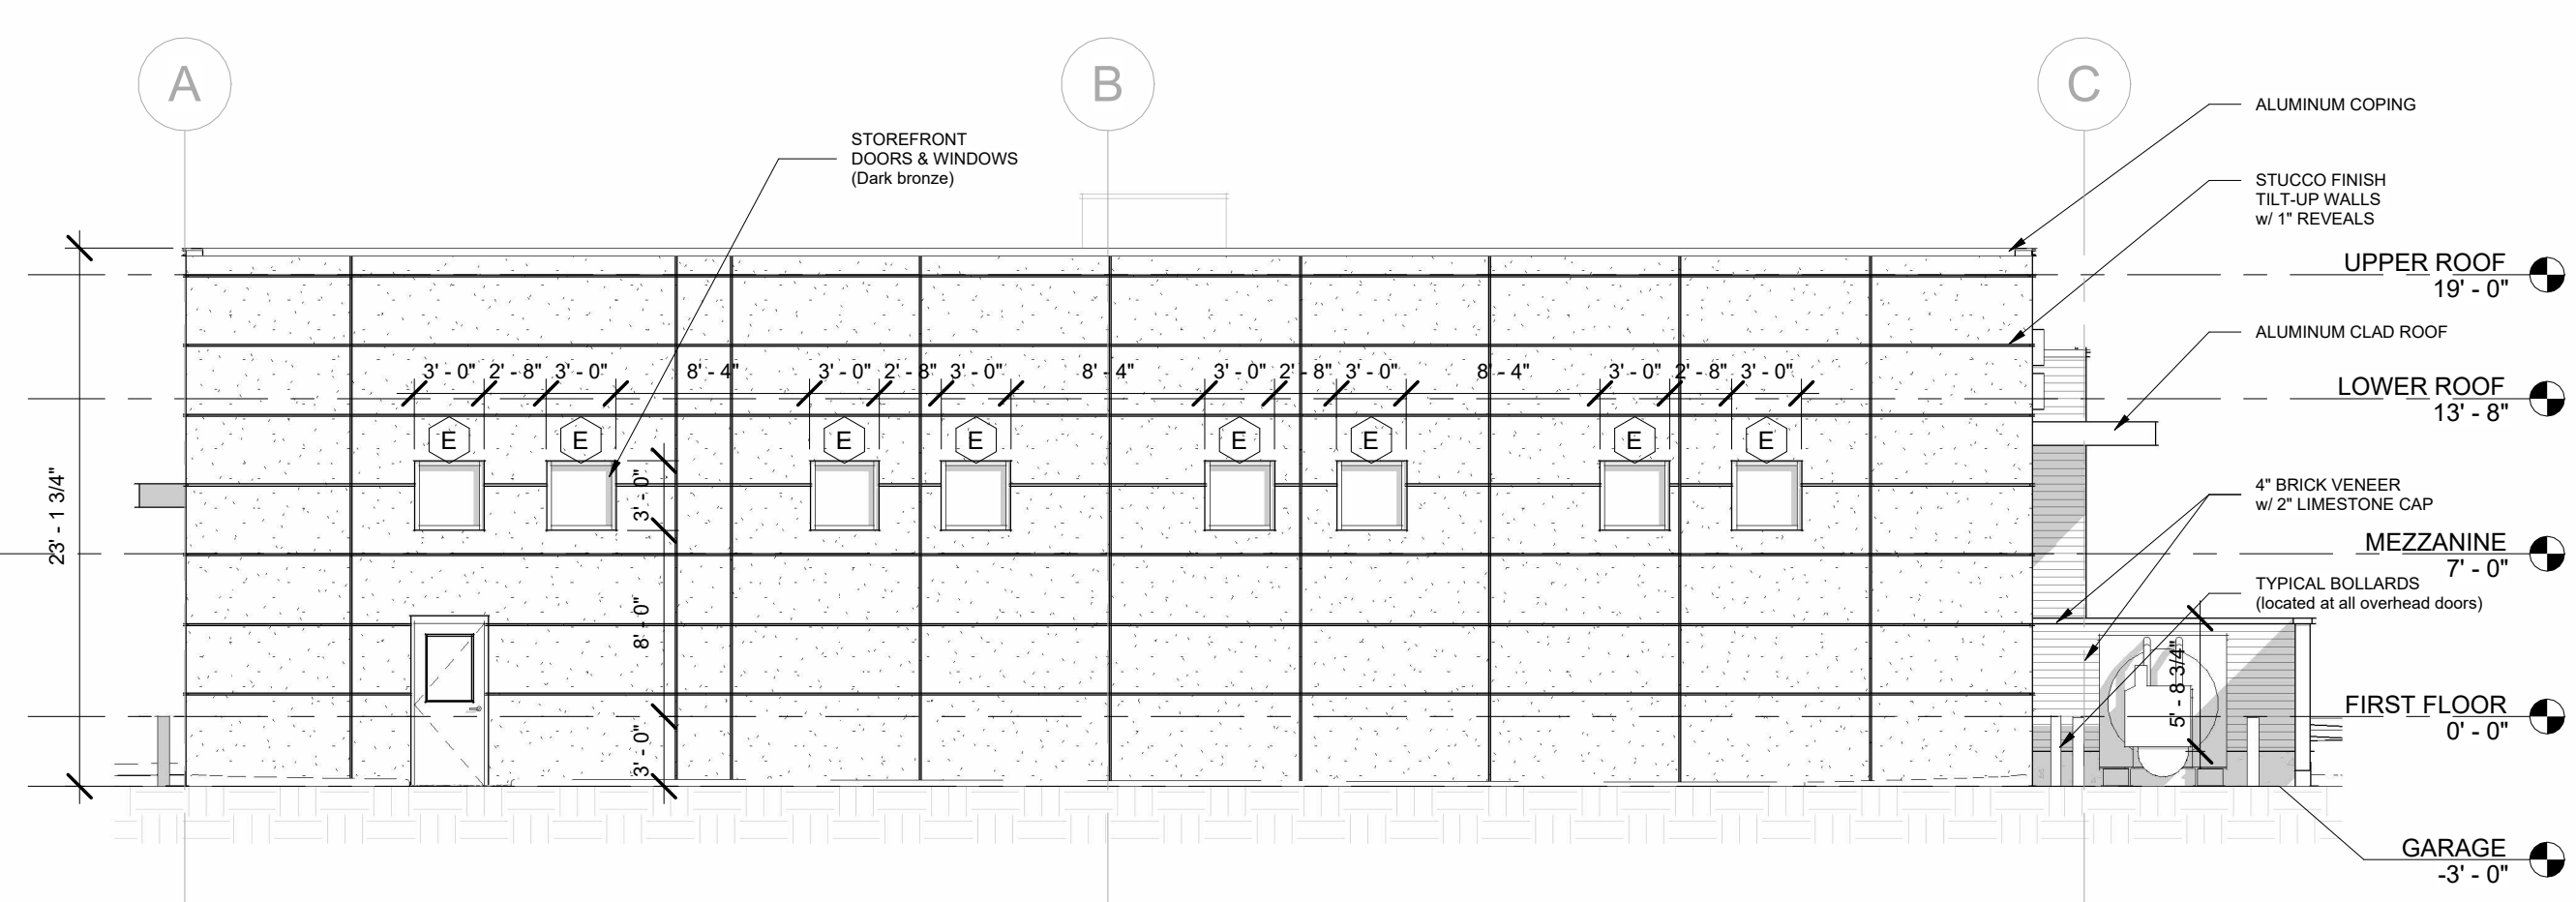 A
B
C
STOREFRONT
DOORS & WINDOWS
(Dark bronze)
ALUMINUM COPING
STUCCO FINISH
TILT-UP WALLS
w/ 1" REVEALS
UPPER ROOF
19' - 0"
ALUMINUM CLAD ROOF
3' - 0" 2' - 8" 3' - 0" 8' - 4" 3' - 0" 2' - 8" 3' - 0" 8' - 4" 3' - 0" 2' - 8" 3' - 0" 8' - 4" 3' - 0" 2' - 8" 3' - 0"
LOWER ROOF
13' - 8"
E E E E E E E E
23' - 1 3/4"
3' - 0"
4" BRICK VENEER
w/ 2" LIMESTONE CAP
MEZZANINE
7' - 0"
TYPICAL BOLLARDS
(located at all overhead doors)
8' - 0"
5' - 8 3/4"
FIRST FLOOR
0' - 0"
3' - 0"
GARAGE
-3' - 0"